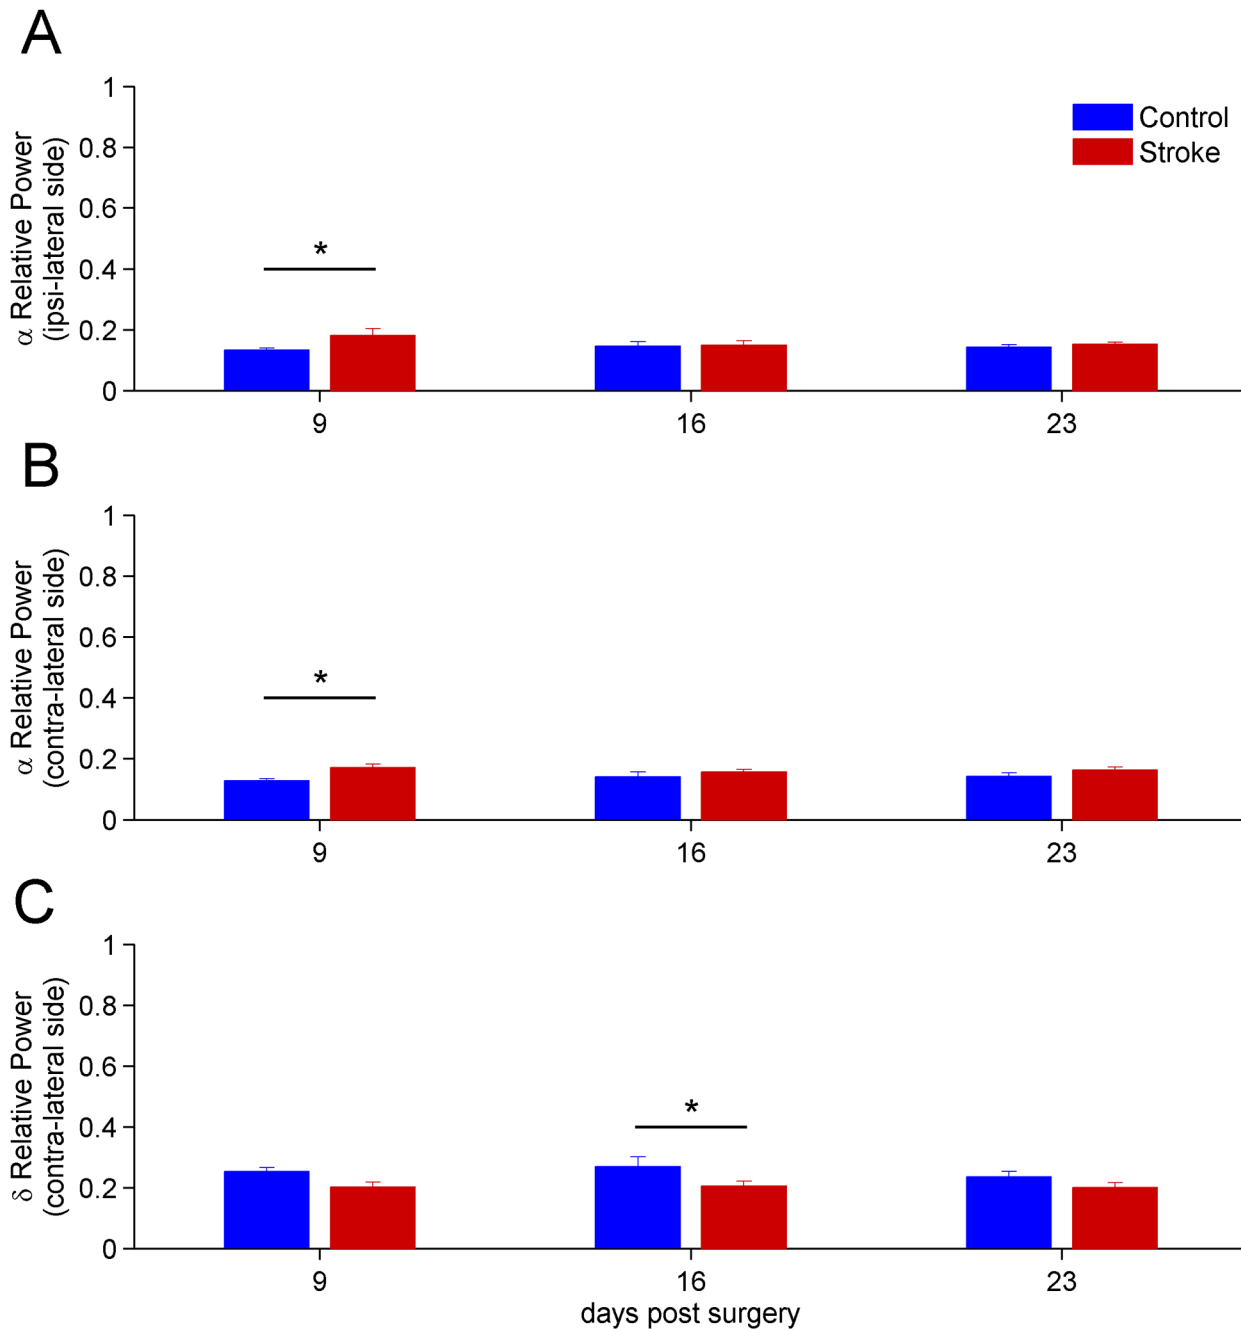 A
α Relative Power
(ipsi-lateral side)
1
0.8
0.6
0.4
0.2
0
Control
Stroke
*
9 16 23
B
α Relative Power
(contra-lateral side)
1
0.8
0.6
0.4
0.2
0
*
9 16 23
C
δ Relative Power
(contra-lateral side)
1
0.8
0.6
0.4
0.2
0
*
9 16 23
days post surgery